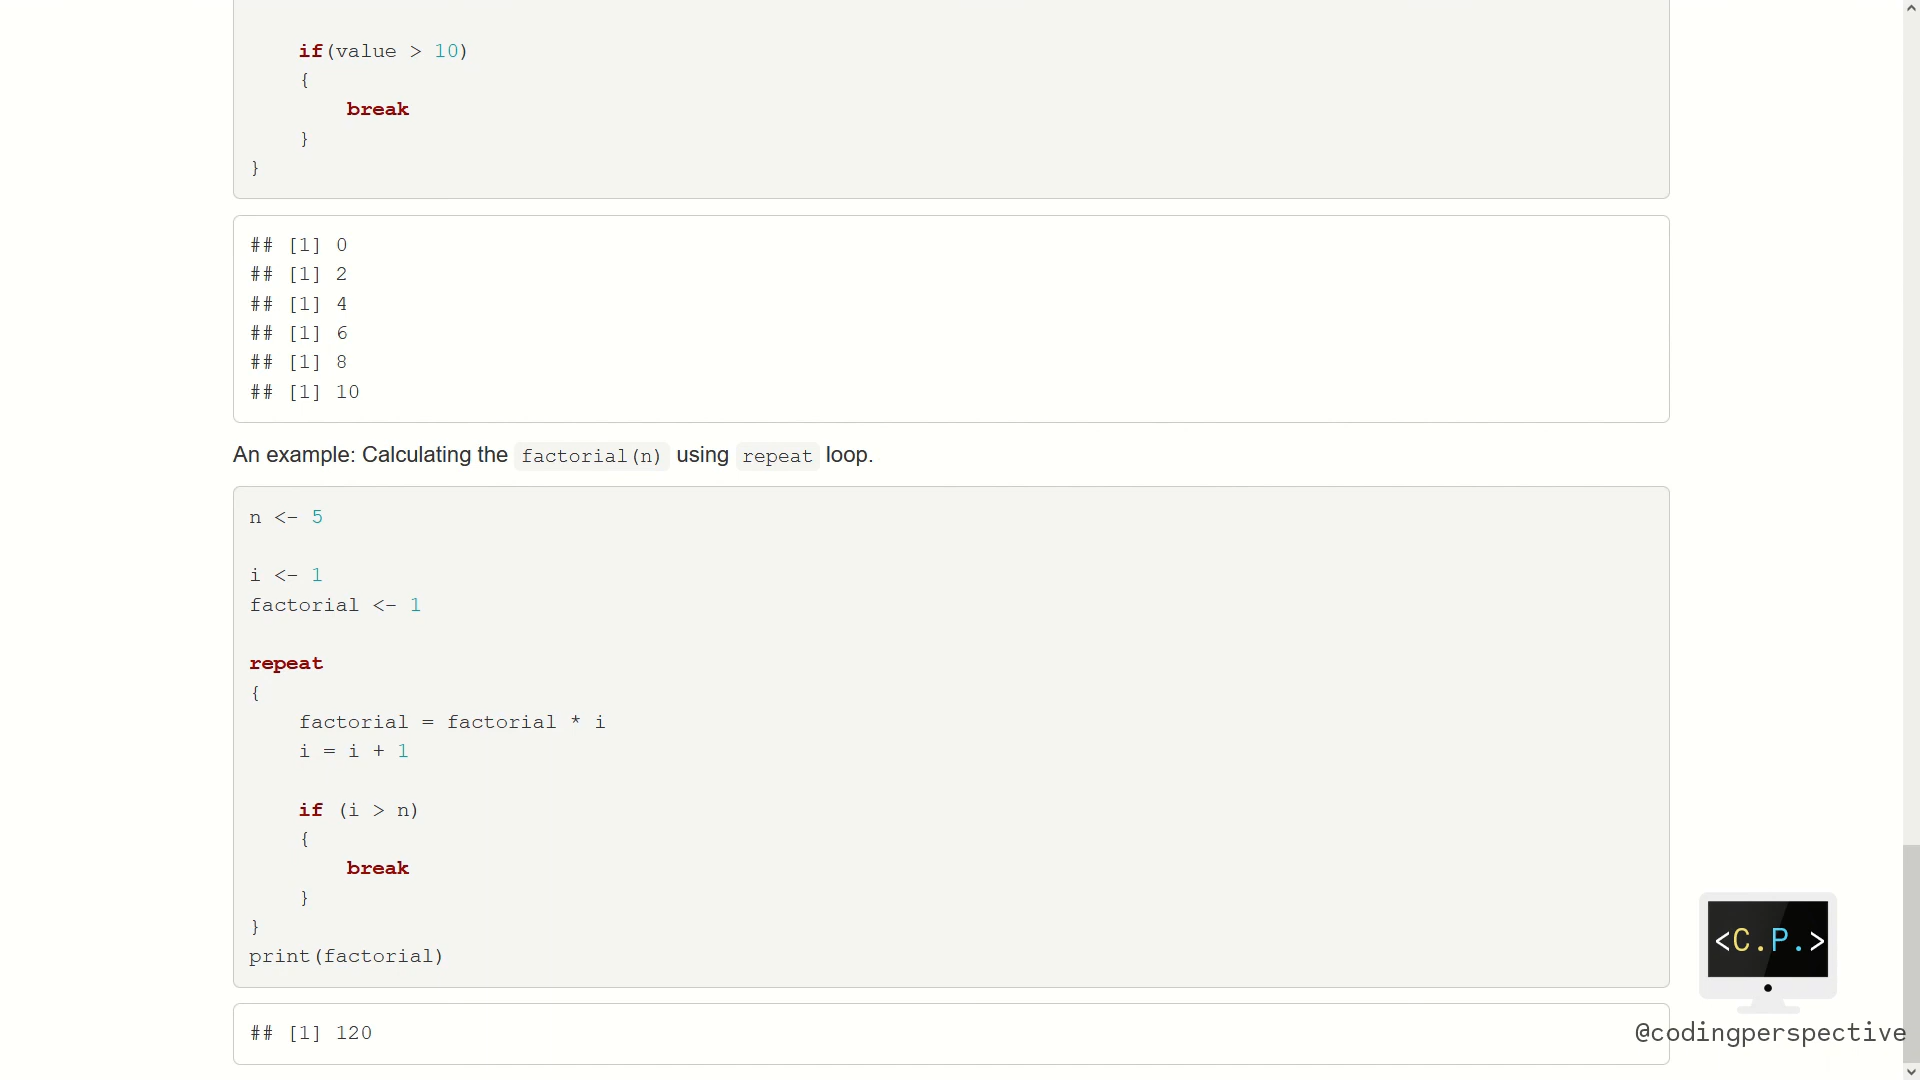 if(value > 10)
{
break
}
}
## [1] 0
## [1] 2
## [1] 4
## [1] 6
## [1] 8
## [1] 10
An example: Calculating the factorial(n) using repeat loop.
n <- 5
i <- 1
factorial <- 1
repeat
{
factorial = factorial * i
i = i + 1
if (i > n)
{
break
}
}
print(factorial)
## [1] 120
<C.P.>
@codingperspective